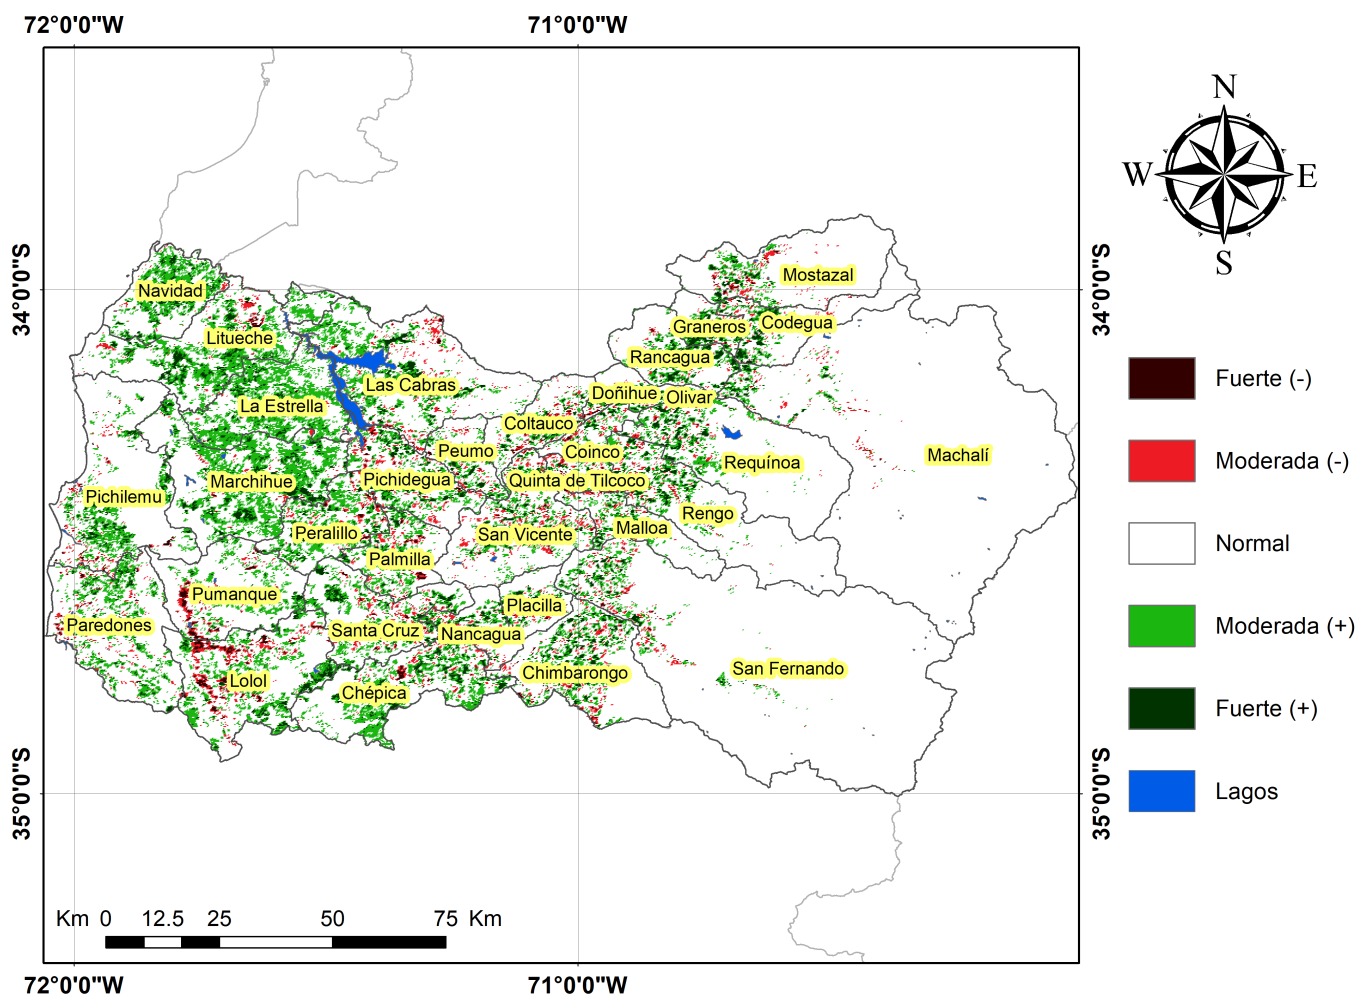 72°0'0"W
71°0'0"W
N
W
E
S
34°0'0"S
34°0'0"S
Mostazal
Navidad
Codegua
Graneros
Litueche
Rancagua
Las Cabras
Doñihue
Olivar
La Estrella
Coltauco
Peumo
Coinco
Machalí
Requínoa
Marchihue
Pichidegua
Quinta de Tilcoco
Pichilemu
Rengo
Malloa
Peralillo
San Vicente
Palmilla
Pumanque
Placilla
Paredones
Santa Cruz
Nancagua
San Fernando
Chimbarongo
Lolol
Chépica
Fuerte (-)
Moderada (-)
Normal
Moderada (+)
Fuerte (+)
Lagos
35°0'0"S
35°0'0"S
Km 0 12.5 25 50 75 Km
72°0'0"W
71°0'0"W